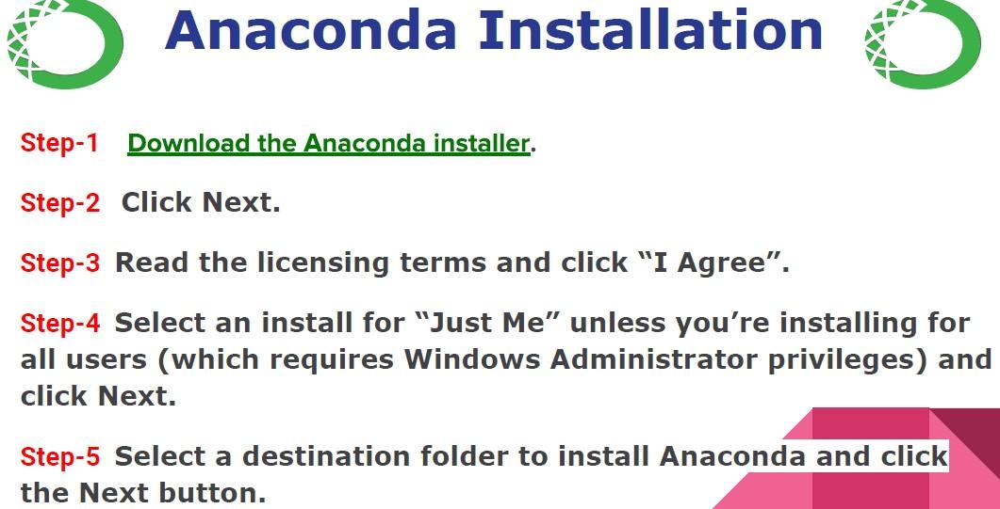 Anaconda Installation
Step-1 Download the Anaconda installer.
Step-2 Click Next.
Step-3 Read the licensing terms and click “I Agree”.
Step-4 Select an install for “Just Me” unless you’re installing for
all users (which requires Windows Administrator privileges) and
click Next.
Step-5 Select a destination folder to install Anaconda and click
the Next button.